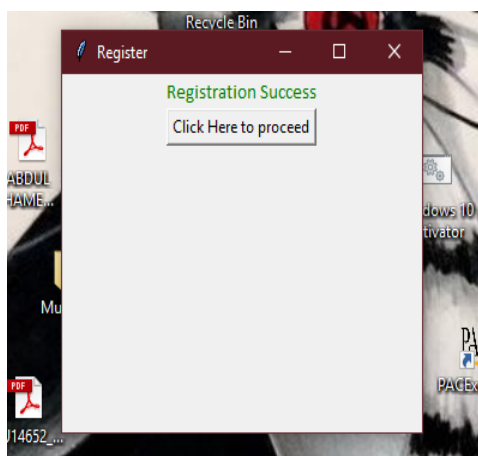 Recycle Bin
Register
Registration Success
Click Here to proceed
PDF
ABDUL
HAME...
dows 10
tivator
Mu
PA
PACEx
PDF
J14652_...